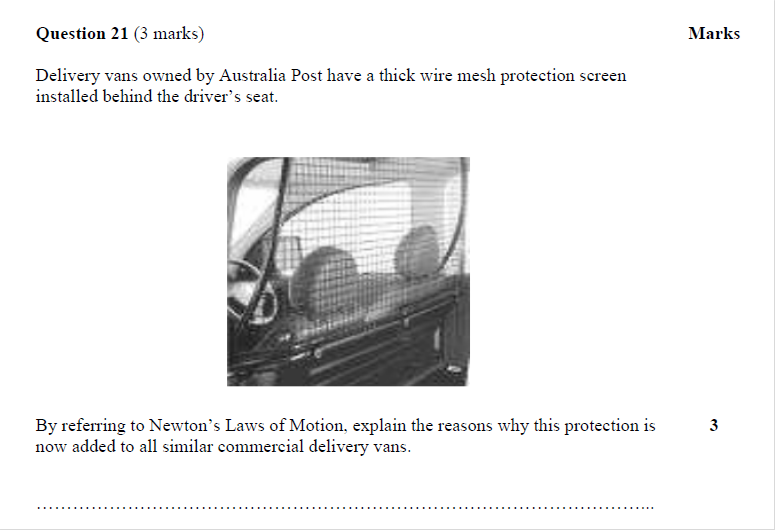 Question 21 (3 marks) Marks
Delivery vans owned by Australia Post have a thick wire mesh protection screen
installed behind the driver’s seat.
By referring to Newton’s Laws of Motion, explain the reasons why this protection is 3
now added to all similar commercial delivery vans.